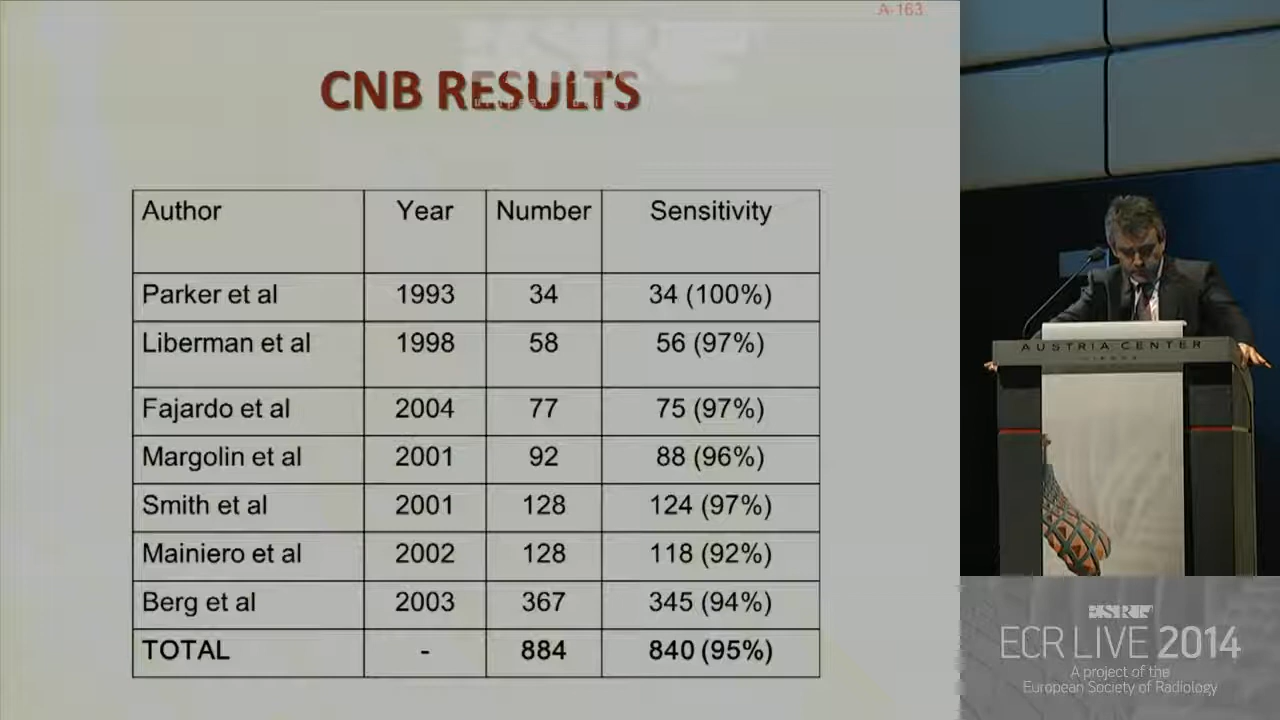 A-163
CNB RESULTS
Author Year Number Sensitivity
Parker et al 1993 34 34 (100%)
Liberman et al 1998 58 56 (97%)
Fajardo et al 2004 77 75 (97%)
Margolin et al 2001 92 88 (96%)
Smith et al 2001 128 124 (97%)
Mainiero et al 2002 128 118 (92%)
Berg et al 2003 367 345 (94%)
TOTAL - 884 840 (95%)
AUSTRIA CENTER
ECR LIVE 2014
A project of the
European Society of Radiology